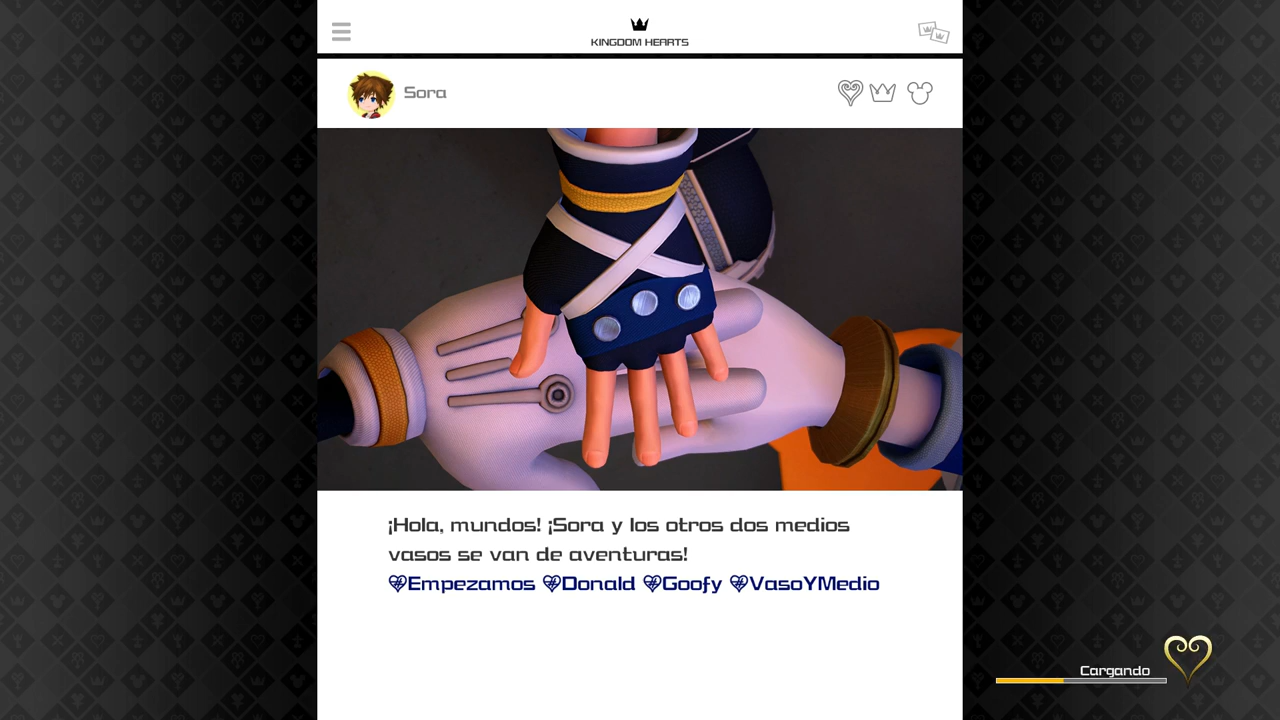 KINGDOM HEARTS
Sora
¡Hola, mundos! ¡Sora y los otros dos medios
vasos se van de aventuras!
Empezamos Donald Goofy VasoYMedio
Cargando